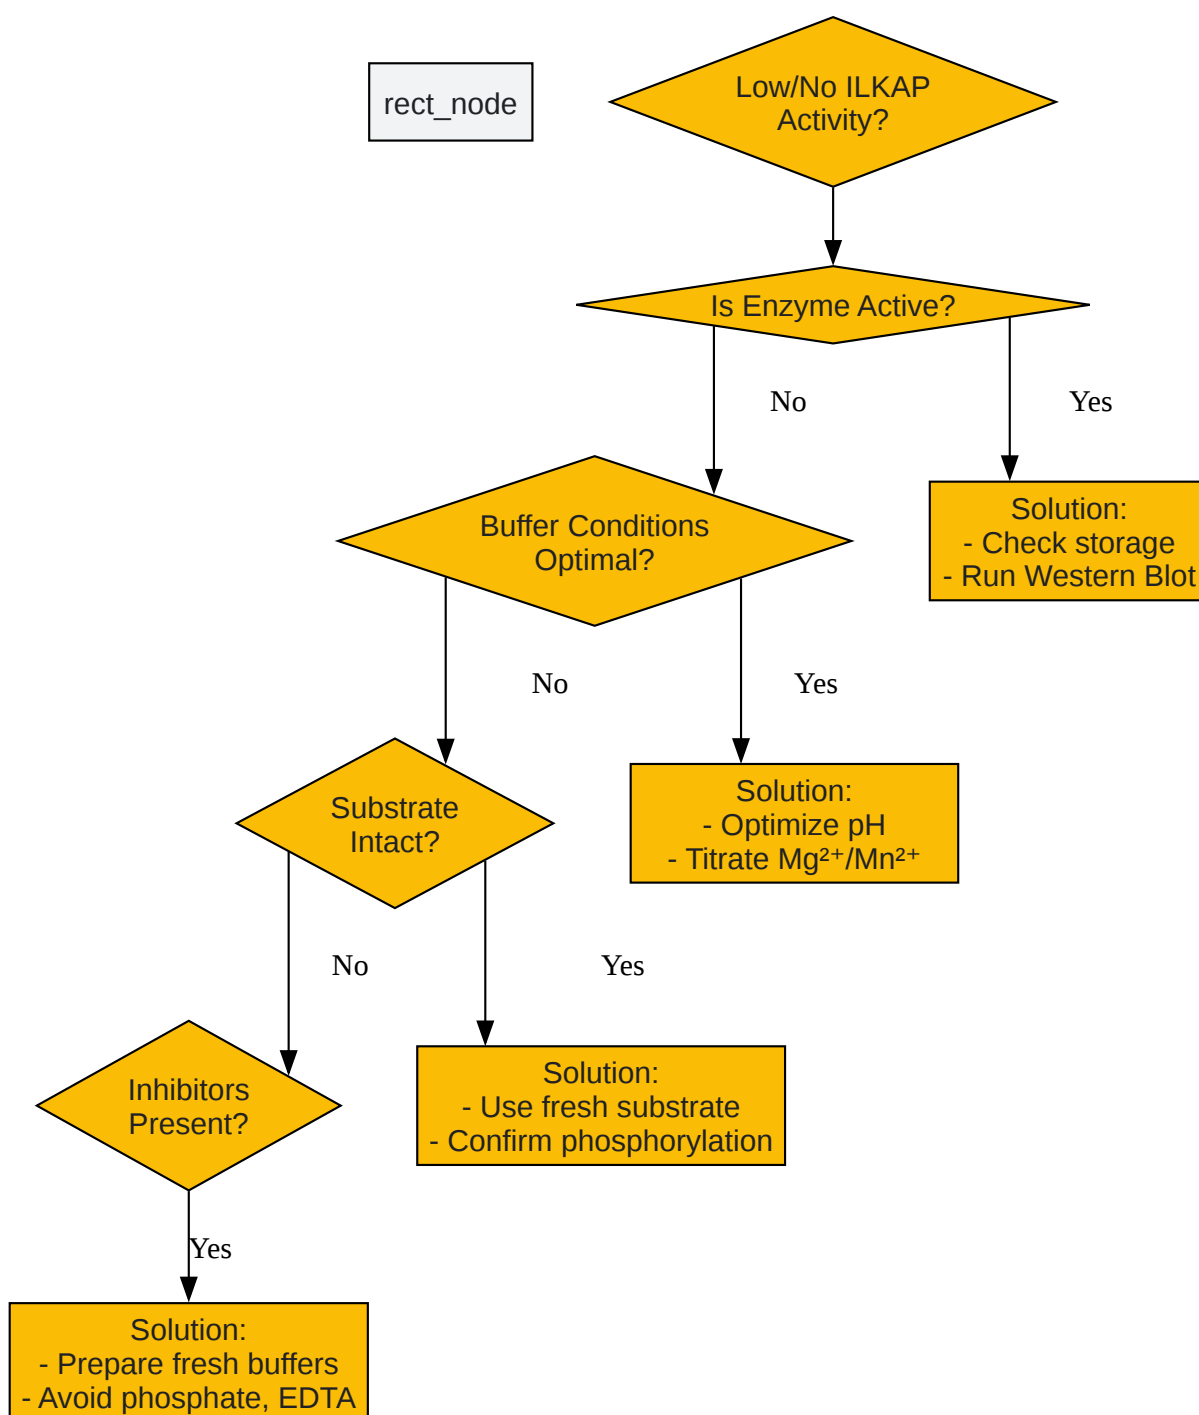 Low/No ILKAP
Activity?
rect_node
Is Enzyme Active?
No
Yes
Buffer Conditions
Optimal?
Solution:
- Check storage
- Run Western Blot
No
Yes
Substrate
Intact?
Solution:
- Optimize pH
- Titrate Mg²⁺/Mn²⁺
No
Yes
Inhibitors
Present?
Solution:
- Use fresh substrate
- Confirm phosphorylation
Yes
Solution:
- Prepare fresh buffers
- Avoid phosphate, EDTA